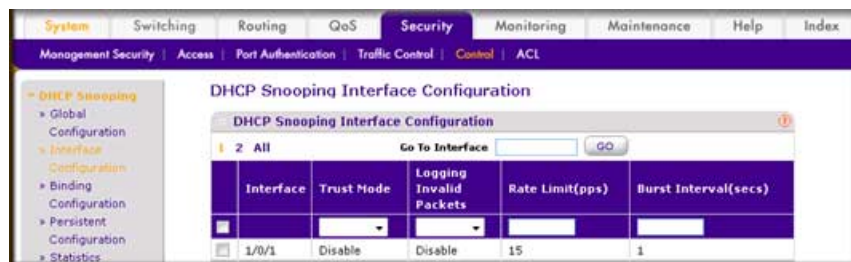 System Switching Routing QoS Security Monitoring Maintenance Help Index
Management Security | Access | Port Authentication | Traffic Control | Control | ACL
DHCP Snooping
» Global
Configuration
» Interface
Configuration
» Binding
Configuration
» Persistent
Configuration
» Statistics
DHCP Snooping Interface Configuration
DHCP Snooping Interface Configuration
1 2 All Go To Interface GO
Interface Trust Mode Logging Invalid Packets Rate Limit(pps) Burst Interval(secs)
1/0/1 Disable Disable 15 1